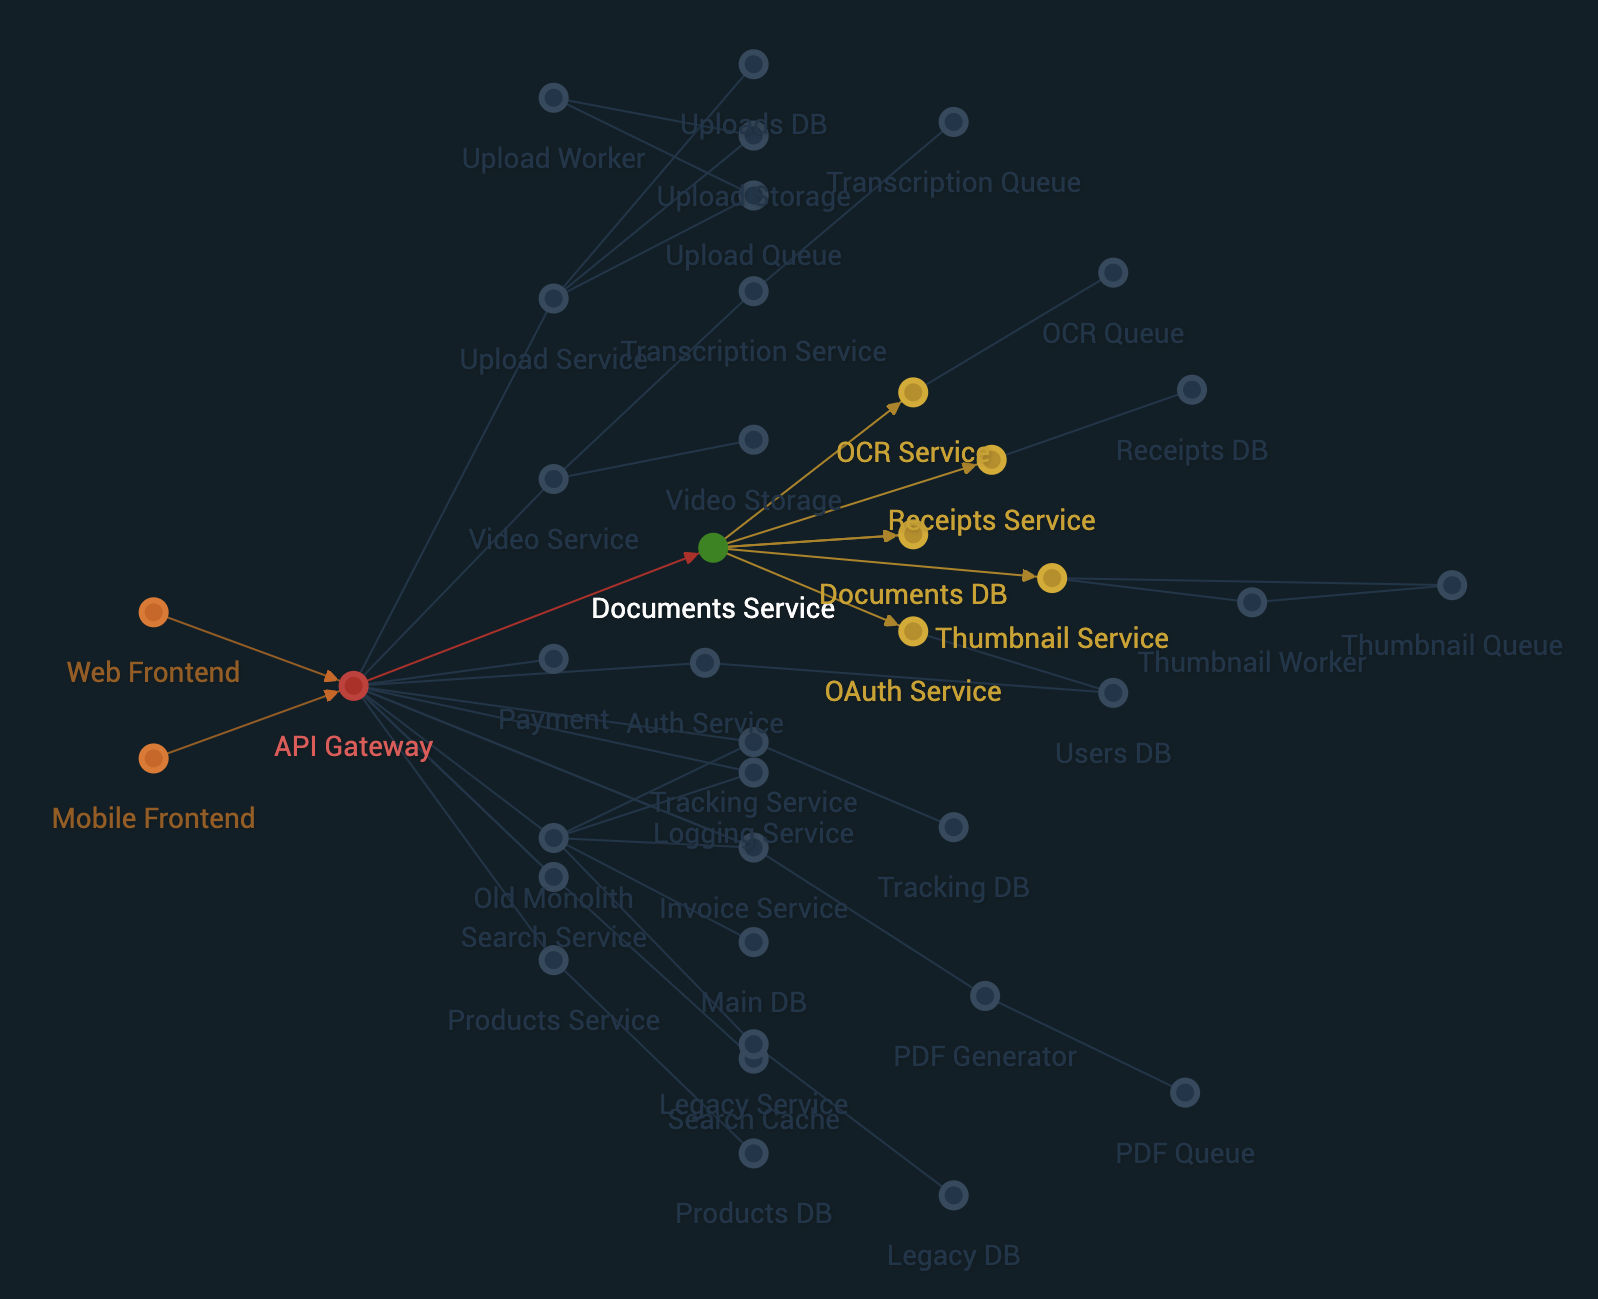 Uploads DB
Upload Worker
Transcription Queue
Upload Storage
Upload Queue
OCR Queue
Transcription Service
Upload Service
Receipts DB
OCR Service
Video Storage
Receipts Service
Video Service
Documents DB
Documents Service
Thumbnail Service
Thumbnail Queue
Thumbnail Worker
Web Frontend
OAuth Service
Payment
Auth Service
API Gateway
Users DB
Tracking Service
Mobile Frontend
Logging Service
Tracking DB
Old Monolith
Invoice Service
Search Service
Main DB
Products Service
PDF Generator
Legacy Service
Search Cache
PDF Queue
Products DB
Legacy DB